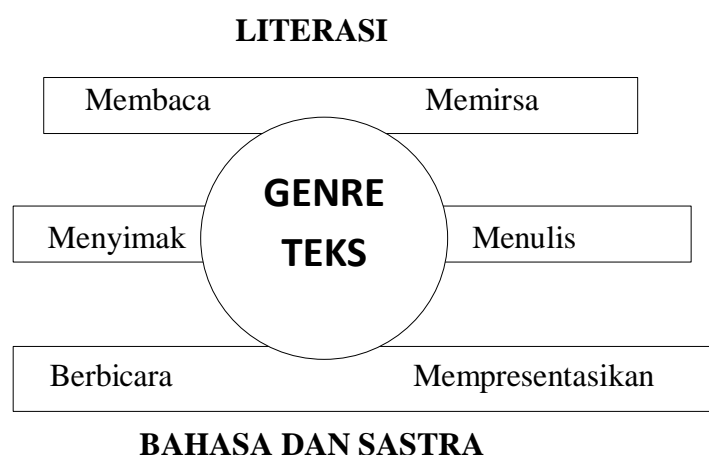 LITERASI
Membaca Memirsa
GENRE
TEKS
Menyimak Menulis
Berbicara Mempresentasikan
BAHASA DAN SASTRA